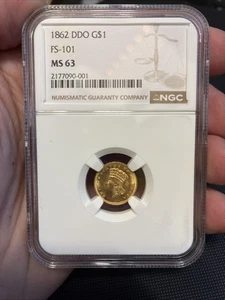 1862 DDO G$1
FS-101
MS 63
2177090-001
NUMISMATIC GUARANTY COMPANY
NGC